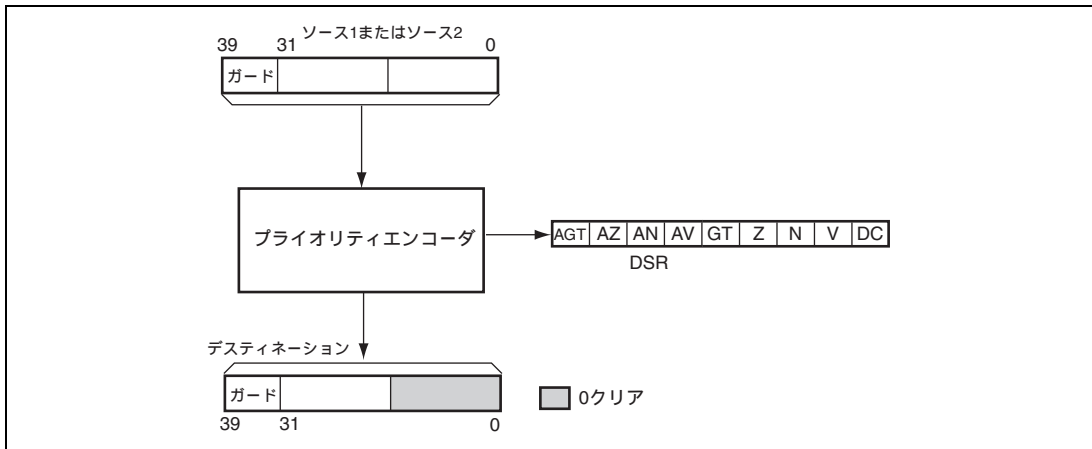 ソース1またはソース2
39 31 0
ガード
プライオリティエンコーダ
AGT AZ AN AV GT Z N V DC
DSR
デスティネーション
ガード
0クリア
39 31 0